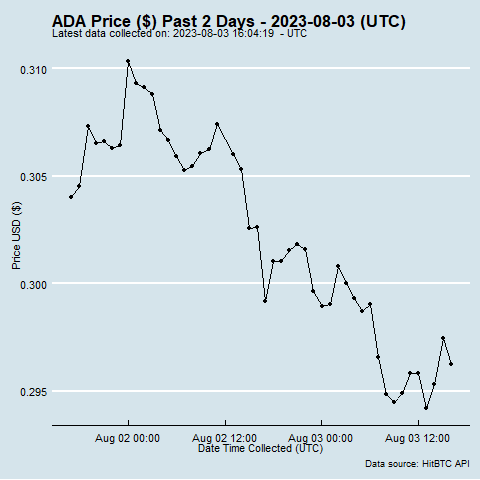 ADA Price ($) Past 2 Days - 2023-08-03 (UTC)
Latest data collected on: 2023-08-03 16:04:19 - UTC
0.310
0.305
0.300
0.295
Price USD ($)
Aug 02 00:00
Aug 02 12:00
Aug 03 00:00
Aug 03 12:00
Date Time Collected (UTC)
Data source: HitBTC API